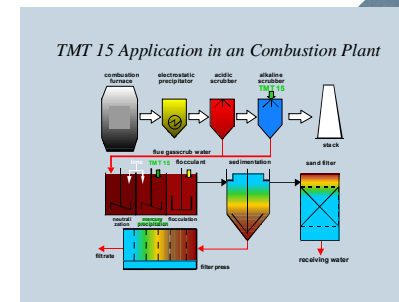 TMT 15 Application in an Combustion Plant
combustion furnace
electrostatic precipitator
acidic scrubber
alkaline scrubber
TMT 15
stack
flue gasscrub water
TMT 15
flocculant
sedimentation
sand filter
neutrali zation
mercury precipitation
flocculation
filtrate
filter press
receiving water